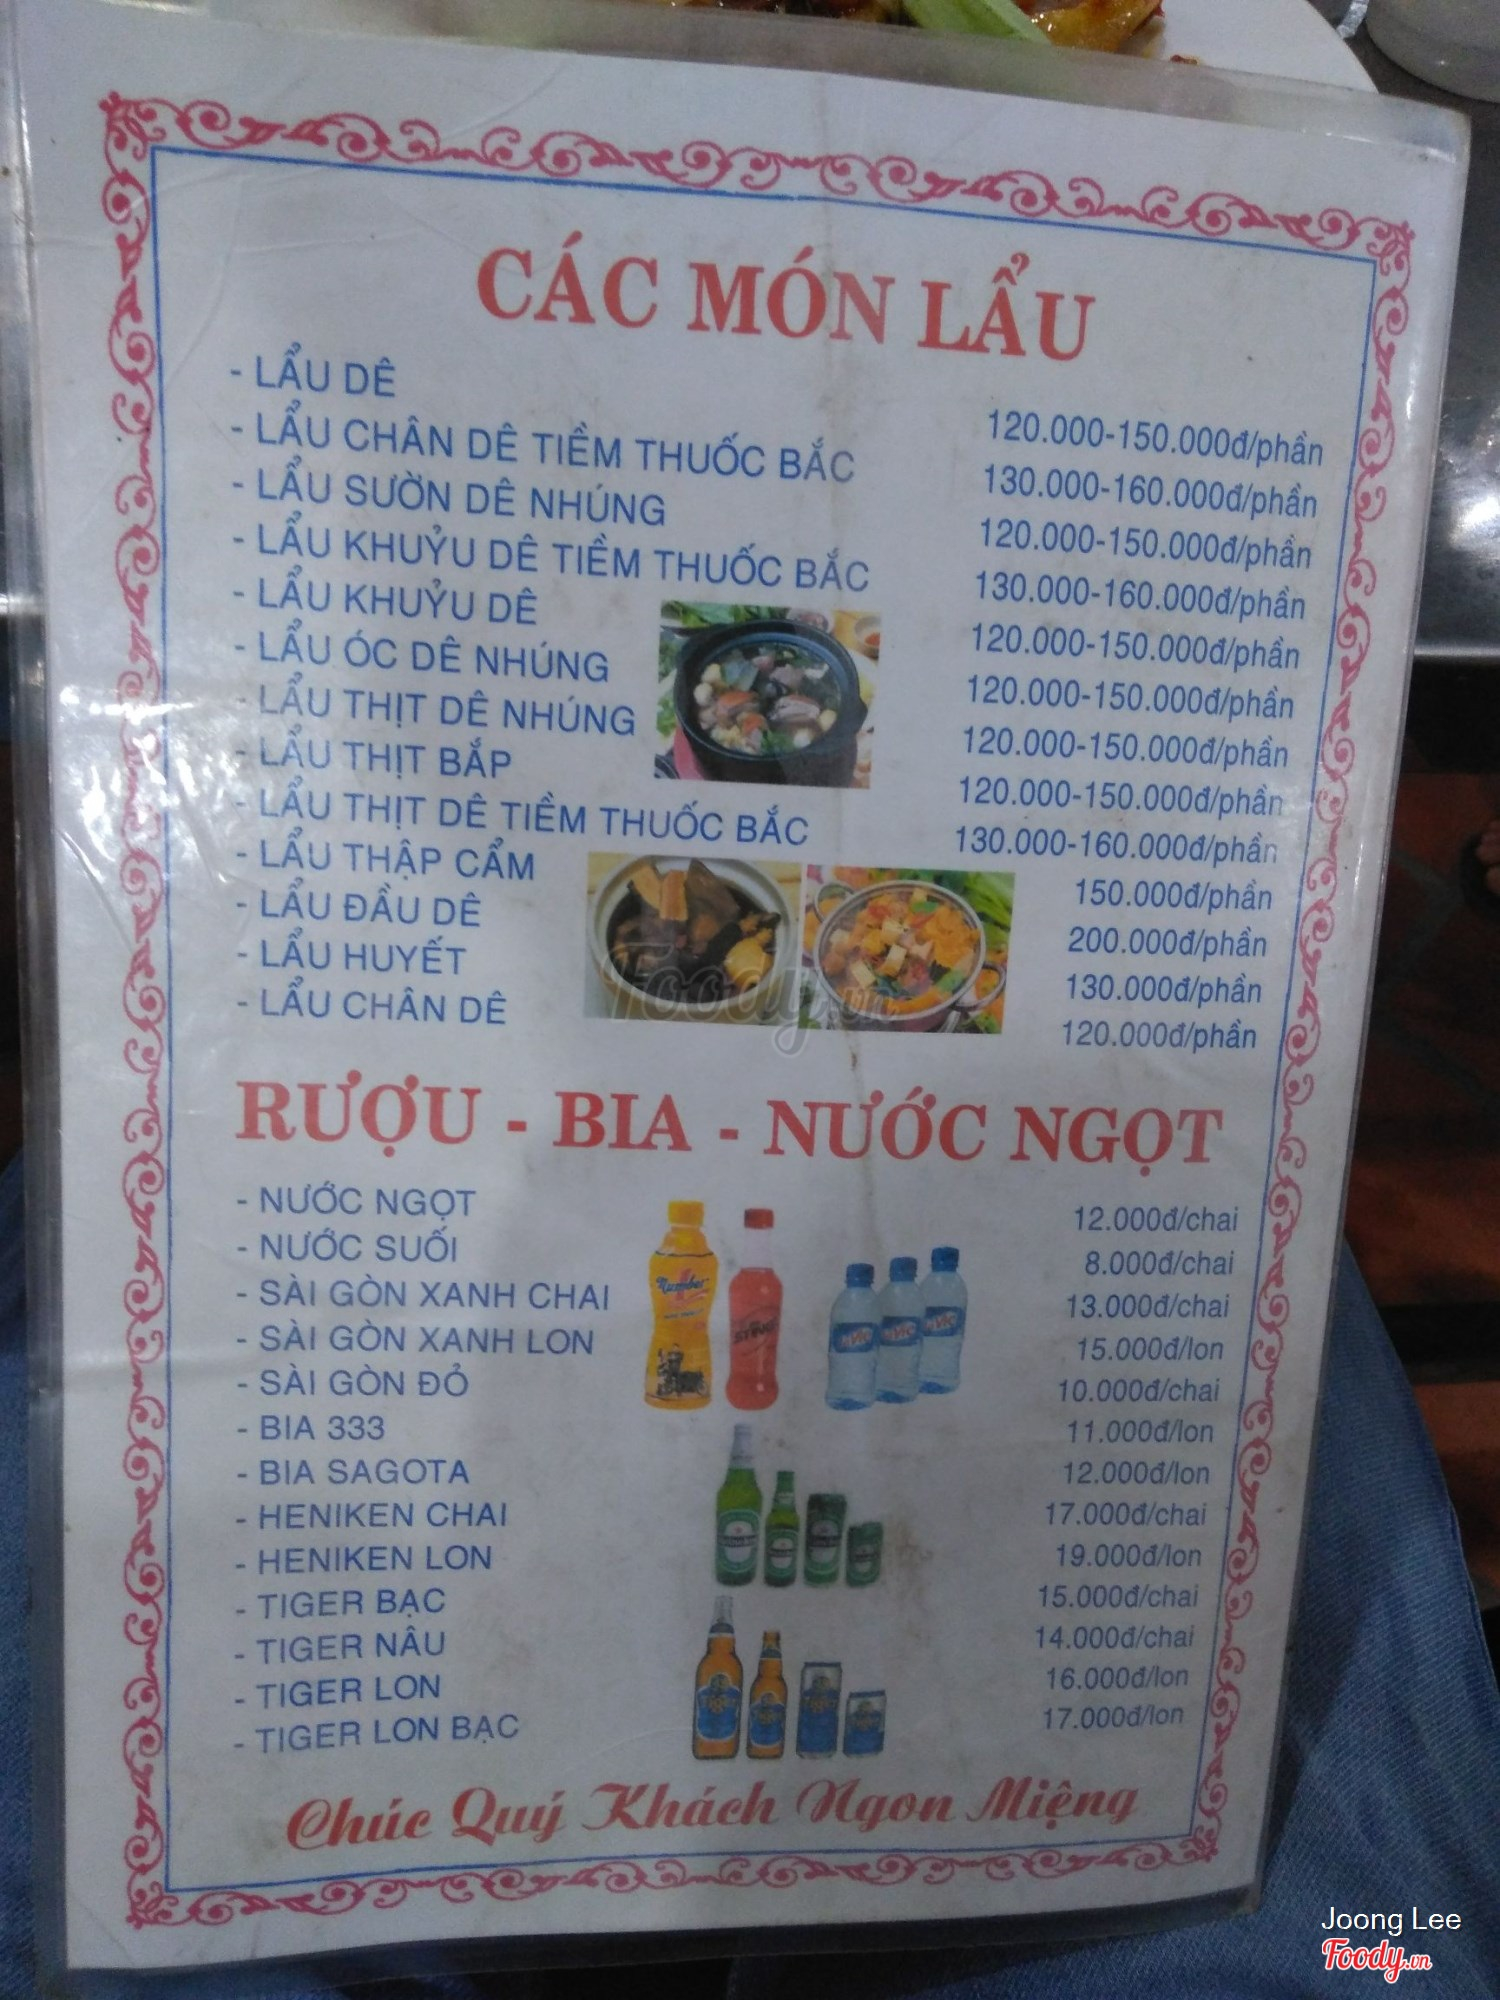 CÁC MÓN LẨU
- LẨU DÊ 120.000-150.000đ/phần
- LẨU CHÂN DÊ TIỀM THUỐC BẮC 130.000-160.000đ/phần
- LẨU SƯỜN DÊ NHÚNG 120.000-150.000đ/phần
- LẨU KHUỶU DÊ TIỀM THUỐC BẮC 130.000-160.000đ/phần
- LẨU KHUỶU DÊ 120.000-150.000đ/phần
- LẨU ÓC DÊ NHÚNG 120.000-150.000đ/phần
- LẨU THỊT DÊ NHÚNG 120.000-150.000đ/phần
- LẨU THỊT BẮP 120.000-150.000đ/phần
- LẨU THỊT DÊ TIỀM THUỐC BẮC 130.000-160.000đ/phần
- LẨU THẬP CẨM 150.000đ/phần
- LẨU ĐẦU DÊ 200.000đ/phần
- LẨU HUYẾT 130.000đ/phần
- LẨU CHÂN DÊ 120.000đ/phần
Foody.vn
RƯỢU - BIA - NƯỚC NGỌT
- NƯỚC NGỌT 12.000đ/chai
- NƯỚC SUỐI 8.000đ/chai
- SÀI GÒN XANH CHAI 13.000đ/chai
- SÀI GÒN XANH LON 15.000đ/lon
- SÀI GÒN ĐỎ 10.000đ/chai
- BIA 333 11.000đ/lon
- BIA SAGOTA 12.000đ/lon
- HENIKEN CHAI 17.000đ/chai
- HENIKEN LON 19.000đ/lon
- TIGER BẠC 15.000đ/chai
- TIGER NÂU 14.000đ/chai
- TIGER LON 16.000đ/lon
- TIGER LON BẠC 17.000đ/lon
Number
STING
Tiger
Tiger
Tiger
Tiger
Chúc Quý Khách Ngon Miệng
Joong Lee
Foody.vn